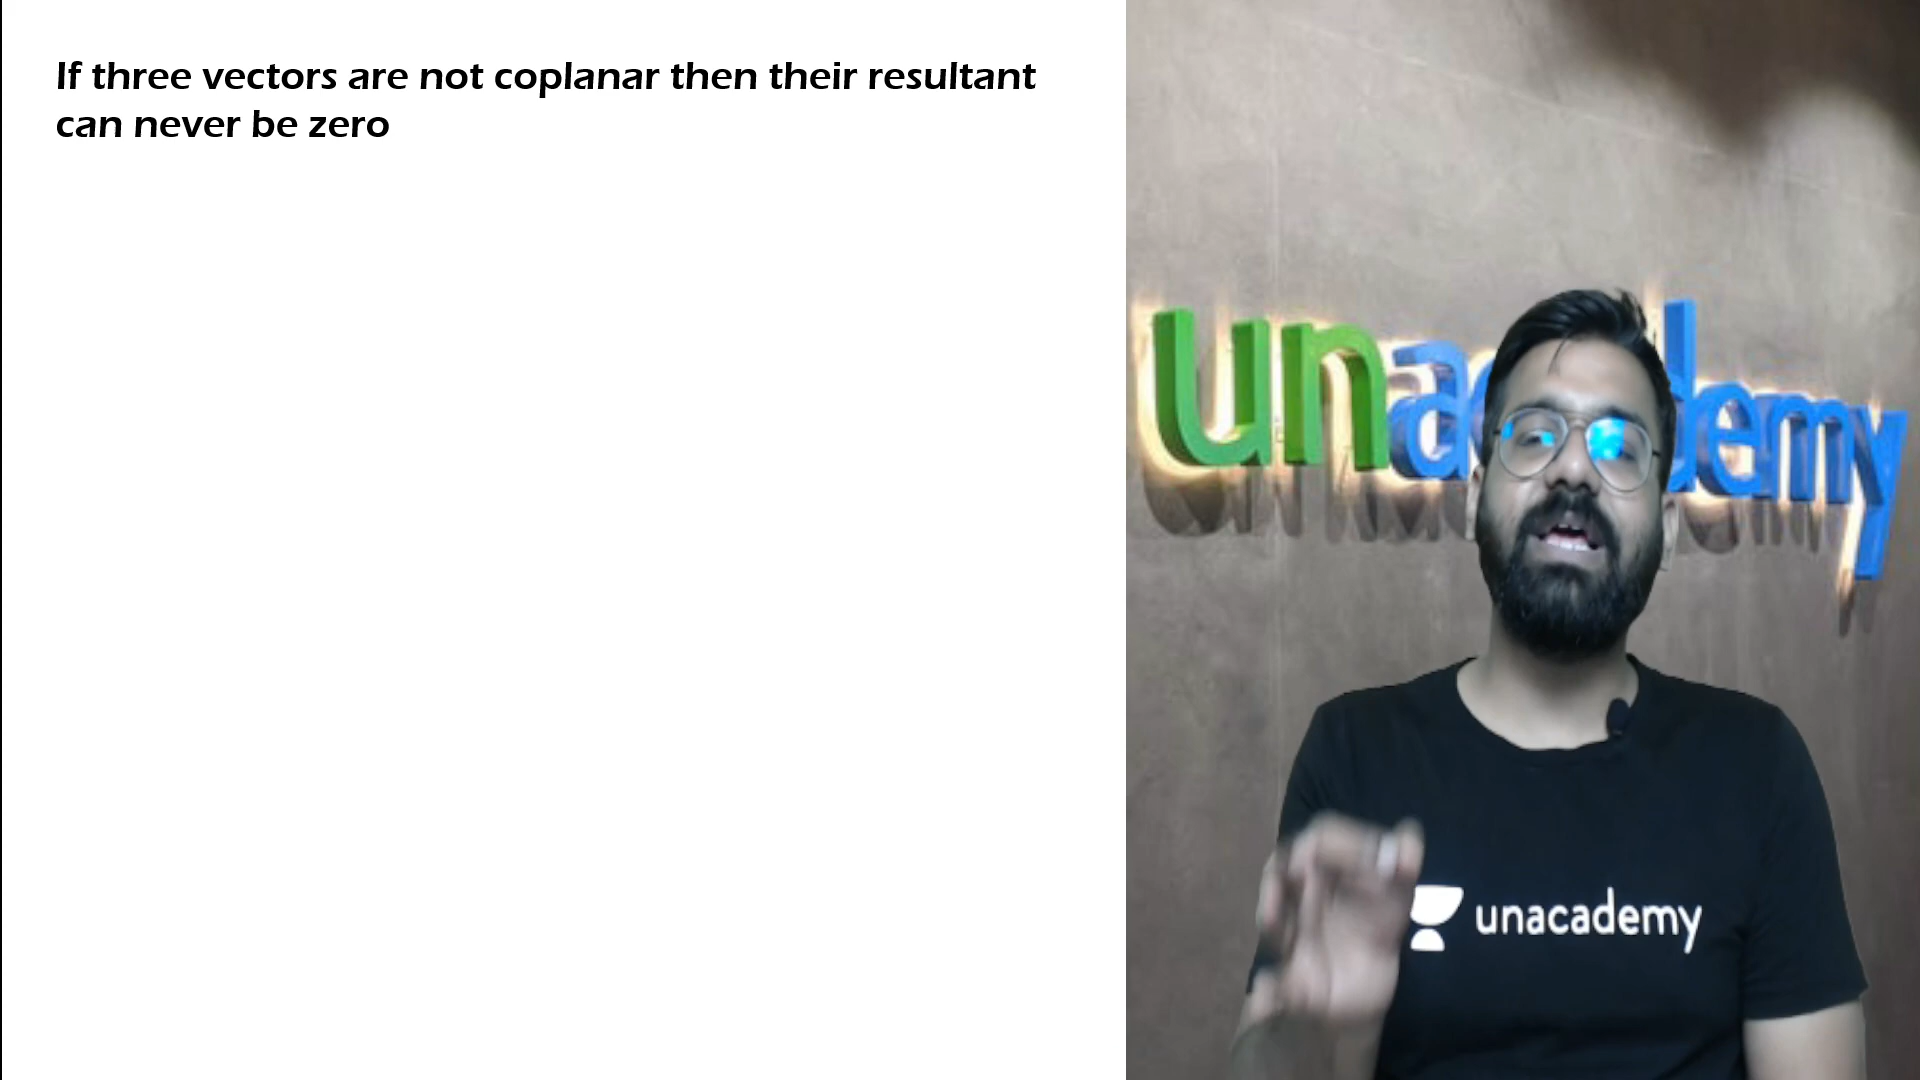 If three vectors are not coplanar then their resultant
can never be zero
unacademy
unacademy